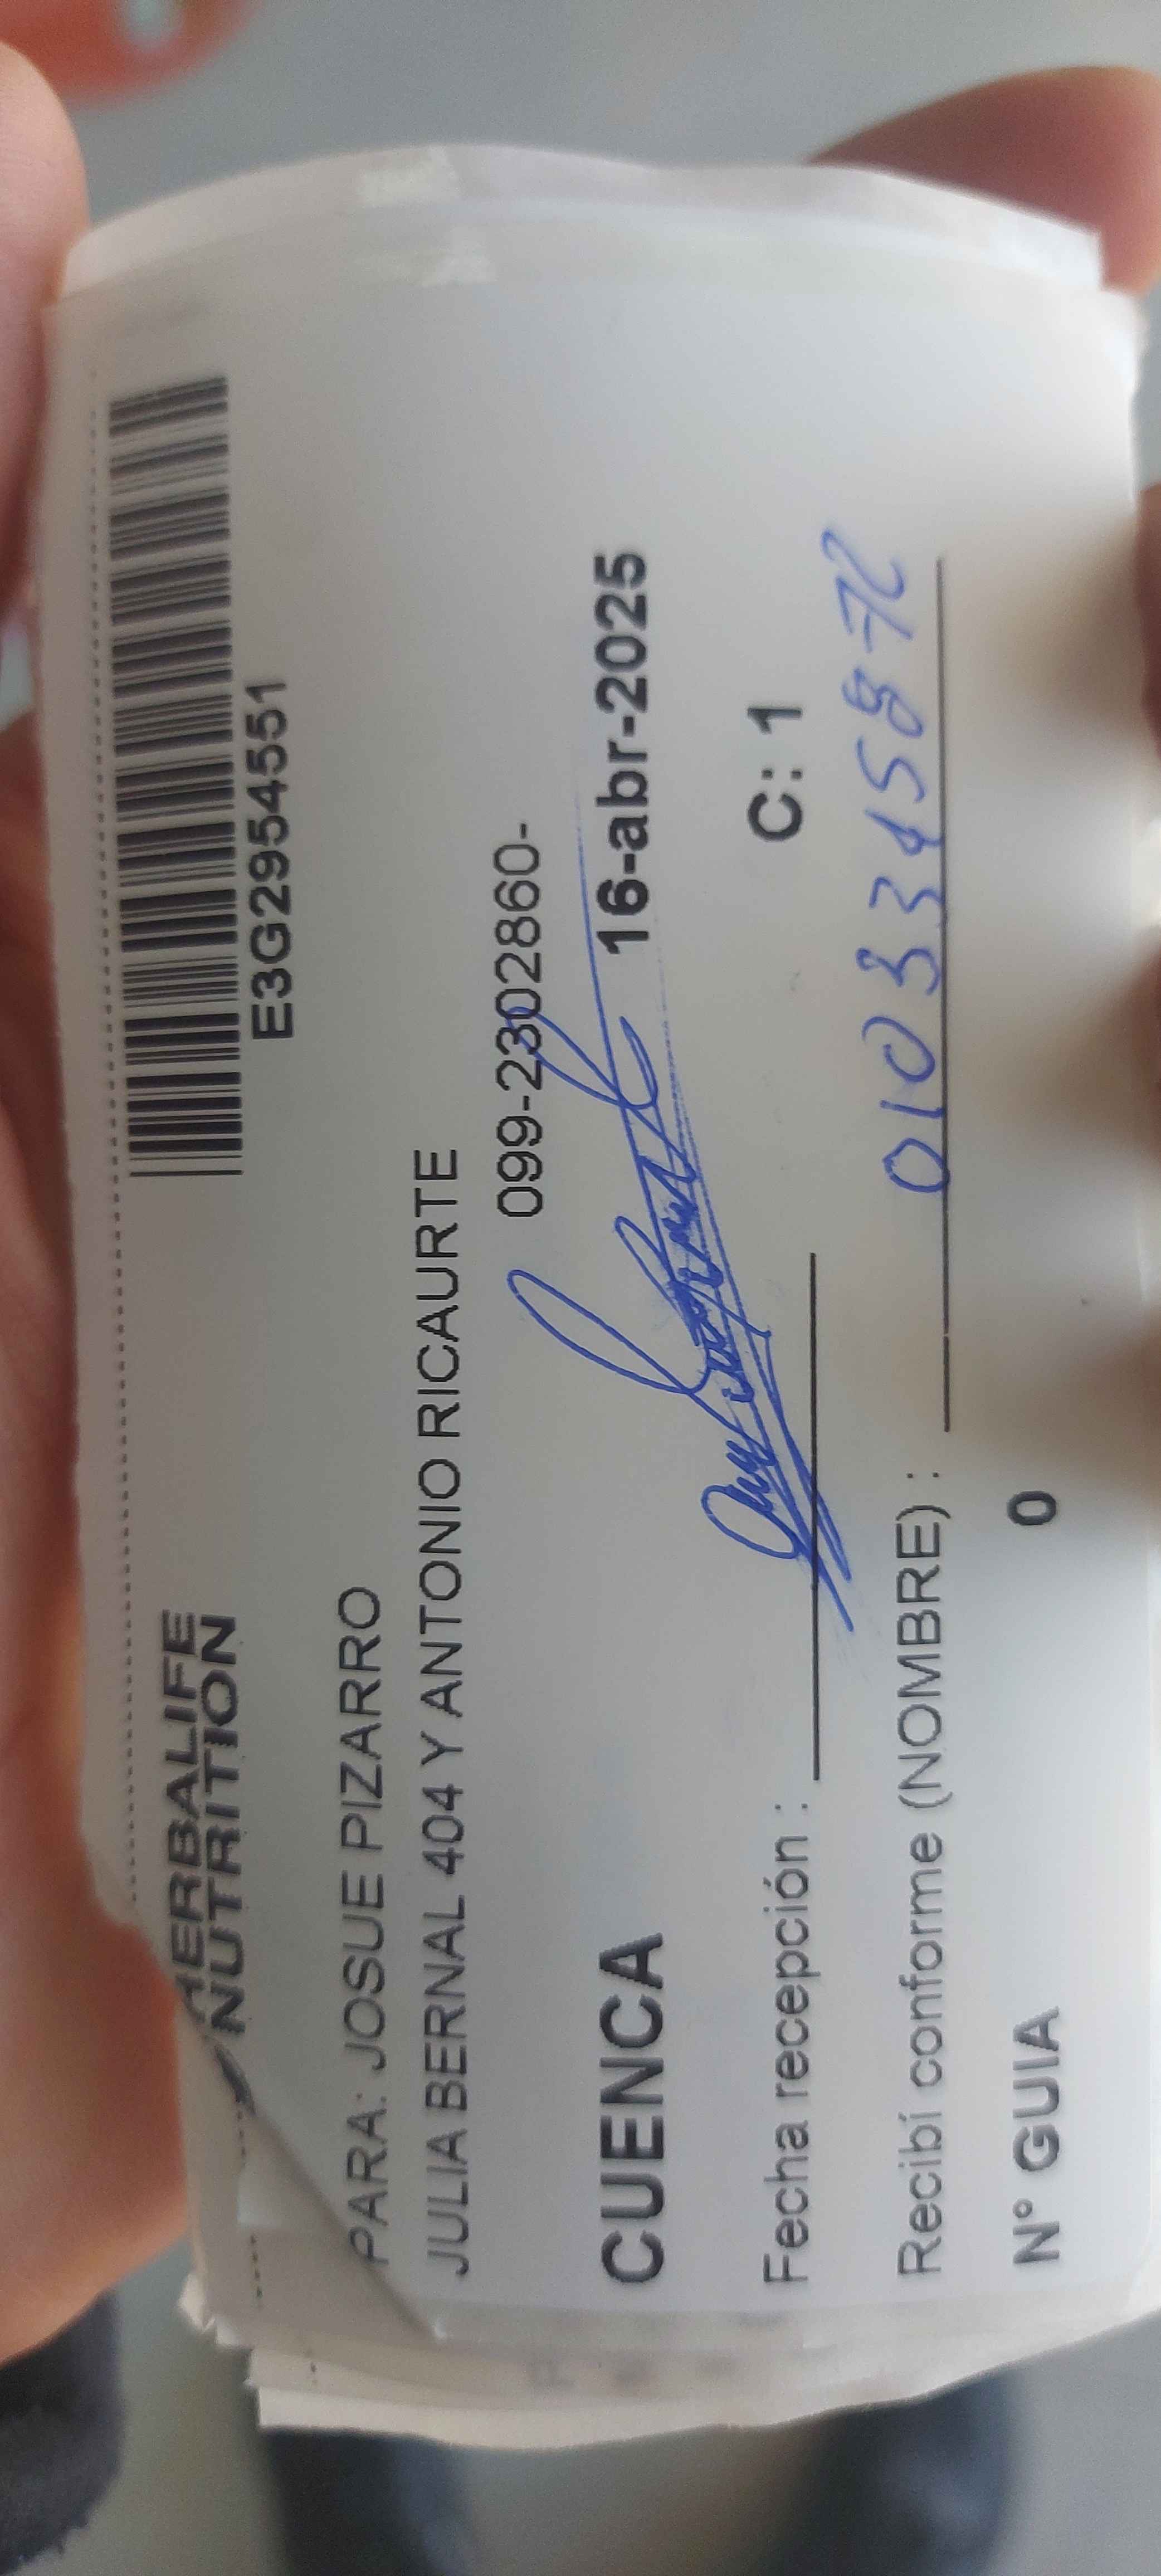 HERBALIFE
NUTRITION
E3G2954551
PARA: JOSUE PIZARRO
JULIA BERNAL 404 Y ANTONIO RICAURTE
099-2302860-
CUENCA 16-abr-2025
C: 1
Fecha recepción :
Recibí conforme (NOMBRE) : 0103345872
N° GUIA 0